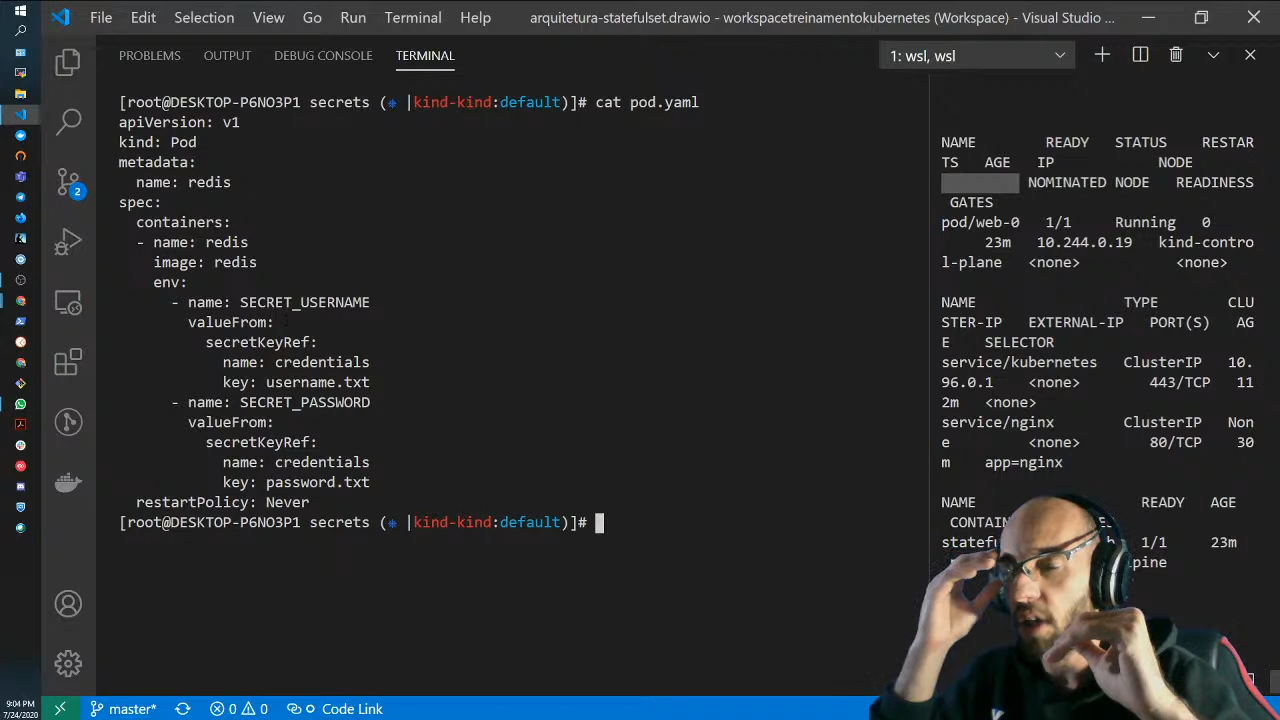 File Edit Selection View Go Run Terminal Help
arquitetura-statefulset.drawio - workspacetreinamentokubernetes (Workspace) - Visual Studio ...
PROBLEMS OUTPUT DEBUG CONSOLE TERMINAL
1: wsl, wsl
[root@DESKTOP-P6NO3P1 secrets (⎈ |kind-kind:default)]# cat pod.yaml
apiVersion: v1
kind: Pod
metadata:
  name: redis
spec:
  containers:
  - name: redis
    image: redis
    env:
      - name: SECRET_USERNAME
        valueFrom:
          secretKeyRef:
            name: credentials
            key: username.txt
      - name: SECRET_PASSWORD
        valueFrom:
          secretKeyRef:
            name: credentials
            key: password.txt
  restartPolicy: Never
[root@DESKTOP-P6NO3P1 secrets (⎈ |kind-kind:default)]#
NAME READY STATUS RESTAR
TS AGE IP NODE
NOMINATED NODE READINESS
GATES
pod/web-0 1/1 Running 0
23m 10.244.0.19 kind-contro
l-plane <none> <none>
NAME TYPE CLU
STER-IP EXTERNAL-IP PORT(S) AG
E SELECTOR
service/kubernetes ClusterIP 10.
96.0.1 <none> 443/TCP 11
2m <none>
service/nginx ClusterIP Non
e <none> 80/TCP 30
m app=nginx
NAME READY AGE
CONTAIN
statefu 1/1 23m
pine
2
9:04 PM
7/24/2020
master* 0 0 Code Link